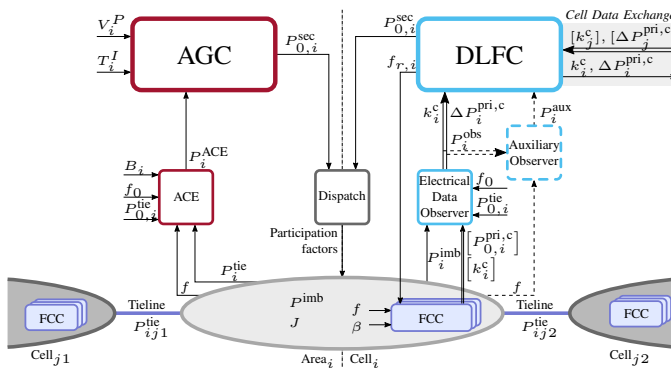 V_i^P
T_i^I
AGC
P_{0,i}^{sec}
P_{0,i}^{sec}
f_{r,i}
DLFC
Cell Data Exchange
[k_j^c], [ΔP_j^{pri,c}
k_i^c, ΔP_i^{pri,c}
k_i^c ΔP_i^{pri,c}
P_i^{aux}
P_i^{obs}
Auxiliary
Observer
P_i^{ACE}
B_i
f_0
P_{0,i}^{tie}
ACE
Dispatch
Electrical
Data
Observer
f_0
P_{0,i}^{tie}
Participation
factors
P_i^{tie}
f
P_i^{imb}
[P_{0,i}^{pri,c}]
[k_i^c]
f
FCC
Tieline
P_{ij1}^{tie}
P^{imb}
J
f
β
FCC
Tieline
P_{ij2}^{tie}
FCC
Cell_{j1}
Area_i
Cell_i
Cell_{j2}